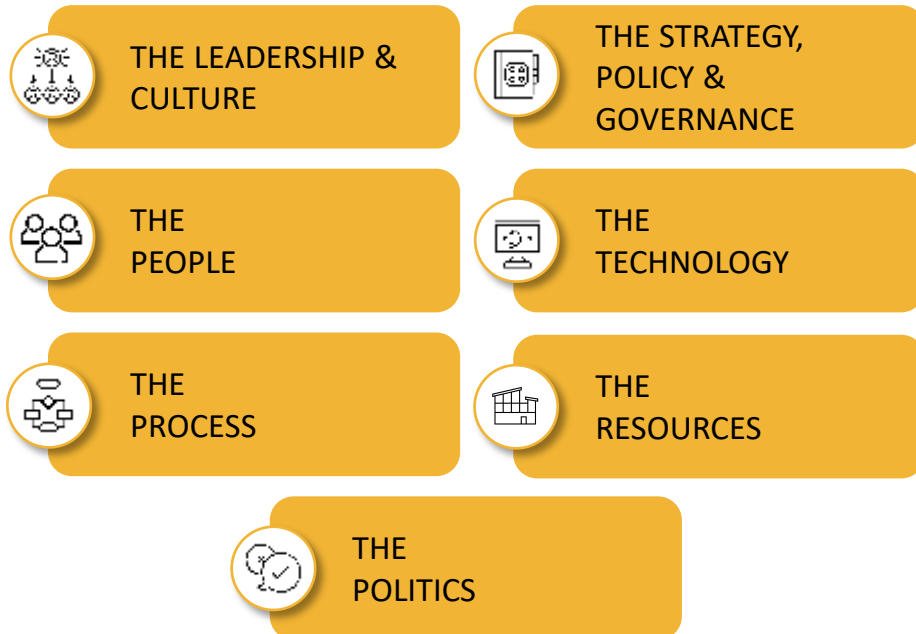 THE LEADERSHIP &
CULTURE
THE STRATEGY,
POLICY &
GOVERNANCE
THE
PEOPLE
THE
TECHNOLOGY
THE
PROCESS
THE
RESOURCES
THE
POLITICS